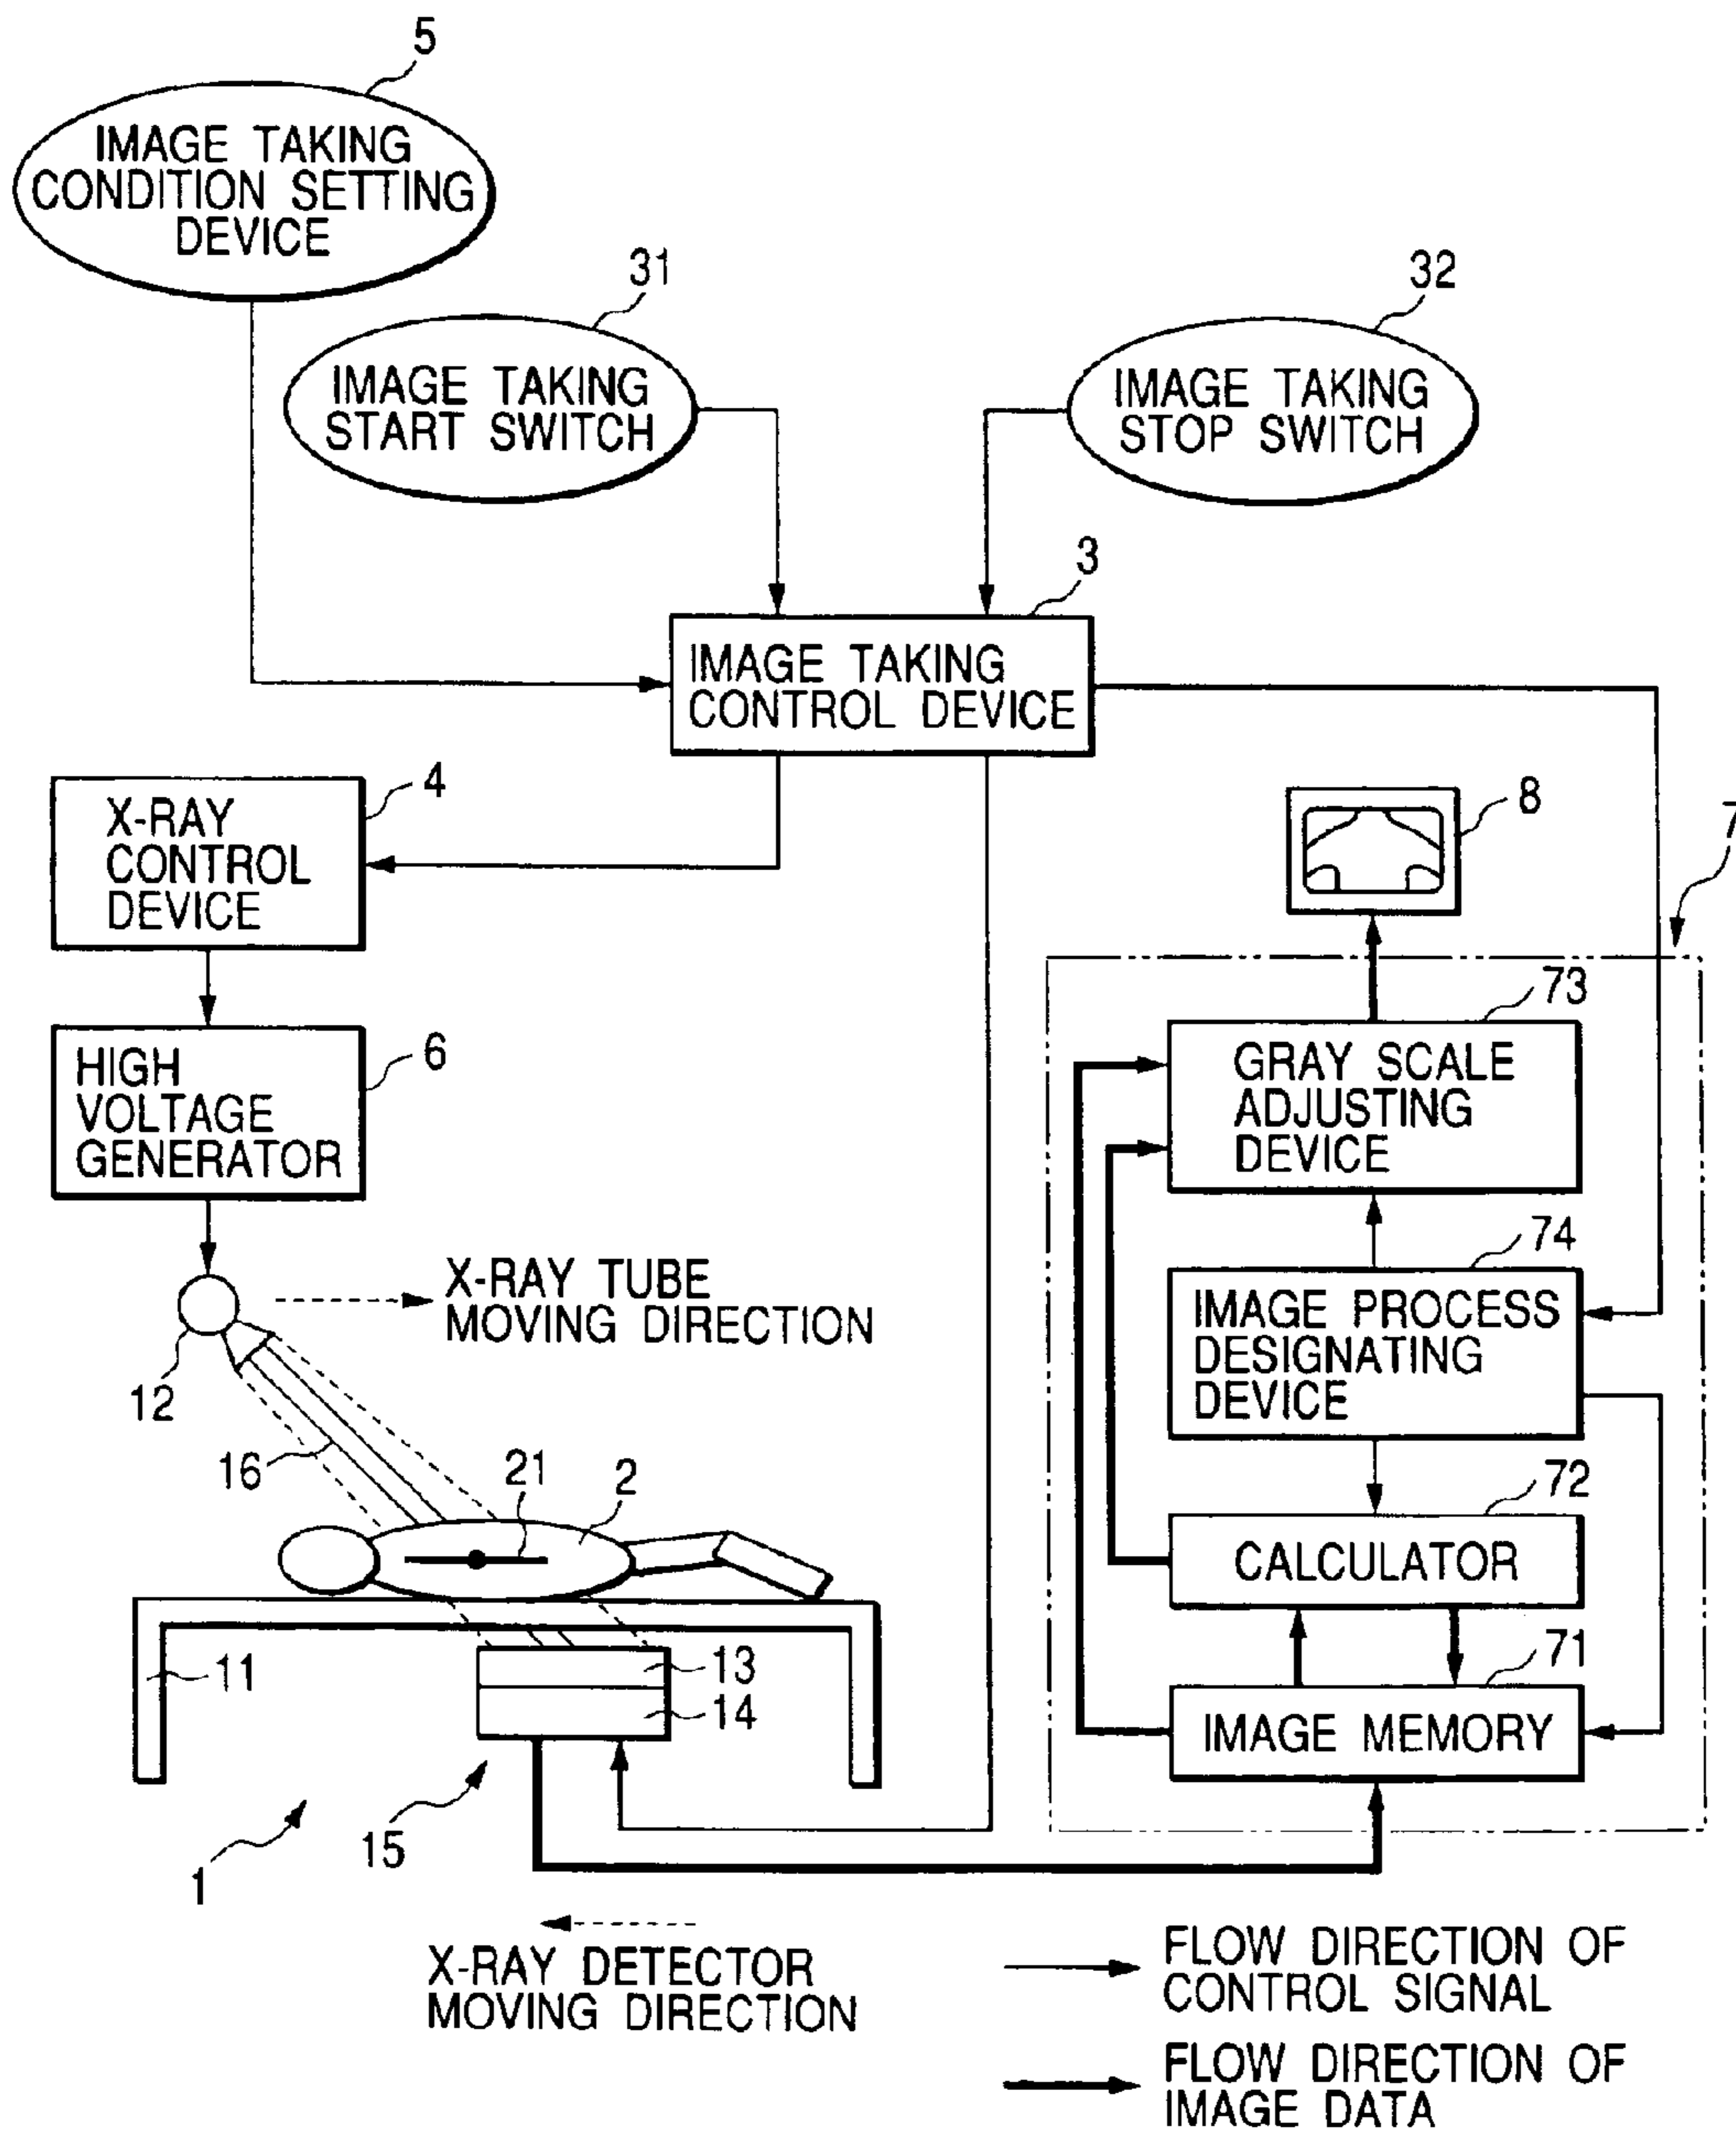 5
IMAGE TAKING
CONDITION SETTING
DEVICE
31
IMAGE TAKING
START SWITCH
32
IMAGE TAKING
STOP SWITCH
3
IMAGE TAKING
CONTROL DEVICE
4
X-RAY
CONTROL
DEVICE
8
7
6
HIGH
VOLTAGE
GENERATOR
73
GRAY SCALE
ADJUSTING
DEVICE
12
X-RAY TUBE
MOVING DIRECTION
74
IMAGE PROCESS
DESIGNATING
DEVICE
16
21
2
72
CALCULATOR
11
13
14
71
IMAGE MEMORY
1
15
X-RAY DETECTOR
MOVING DIRECTION
FLOW DIRECTION OF
CONTROL SIGNAL
FLOW DIRECTION OF
IMAGE DATA